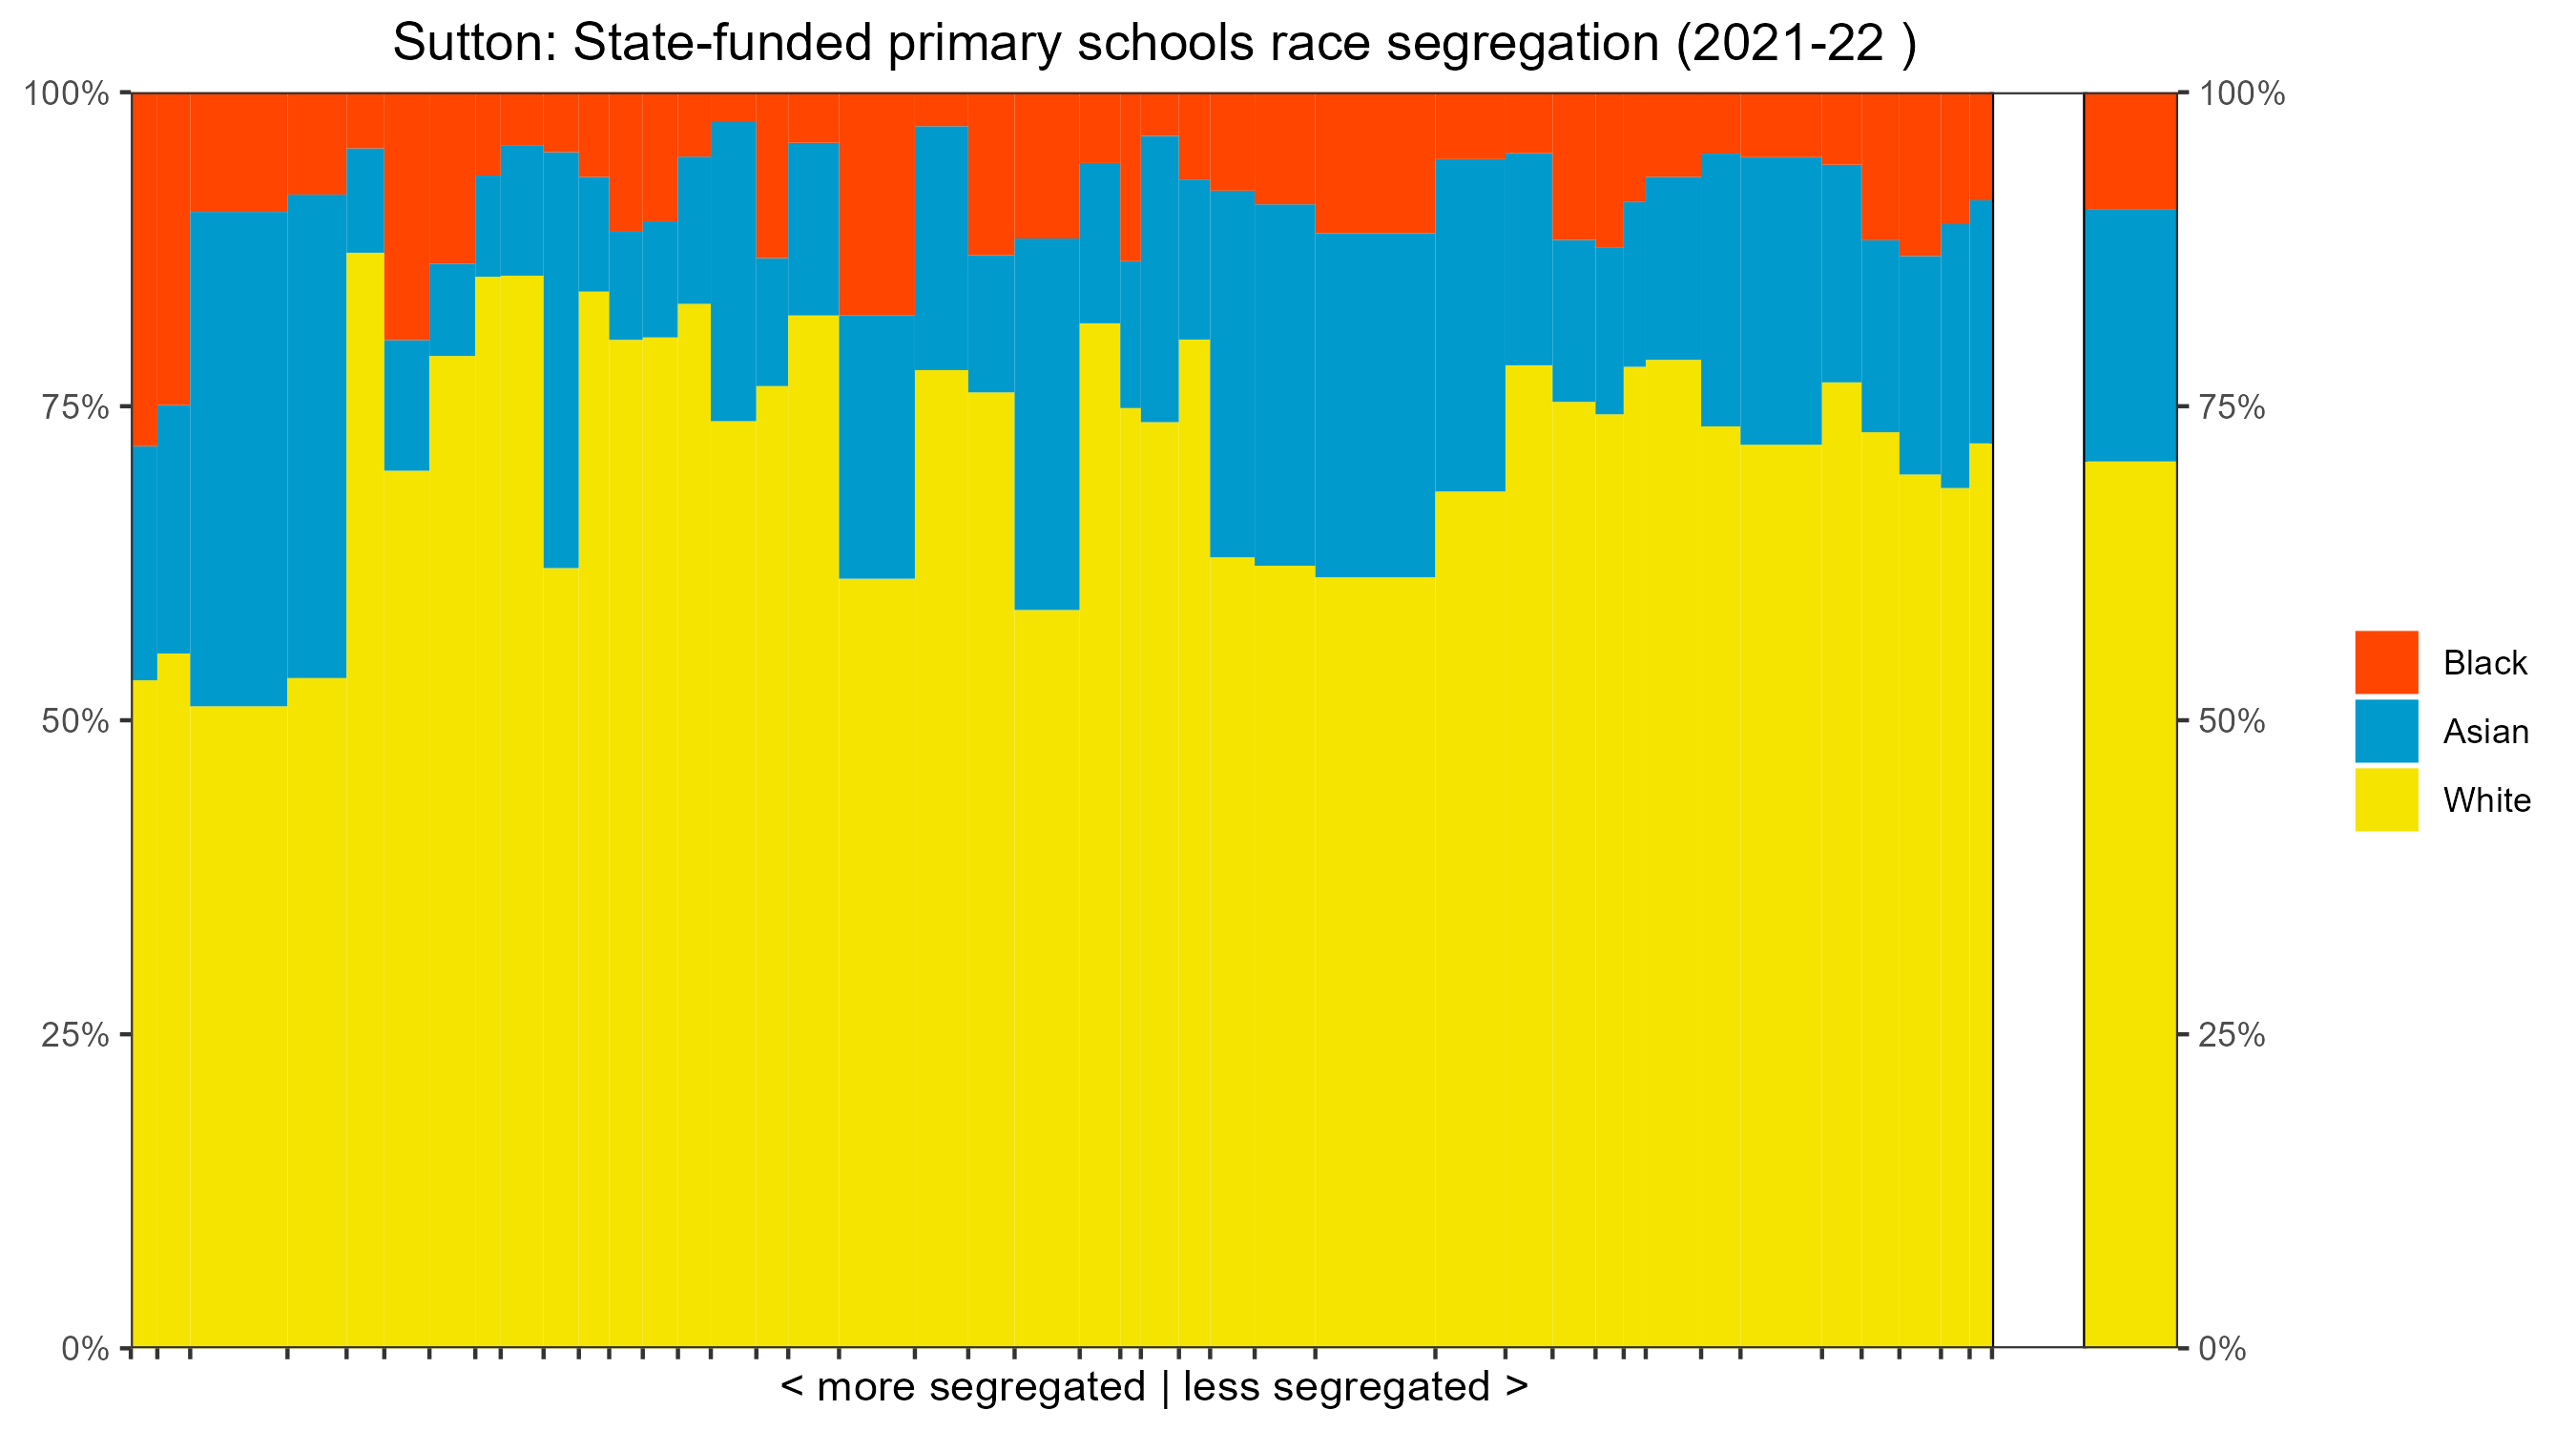 Sutton: State-funded primary schools race segregation (2021-22 )
100%
100%
75%
75%
50%
50%
25%
25%
0%
0%
Black
Asian
White
< more segregated | less segregated >